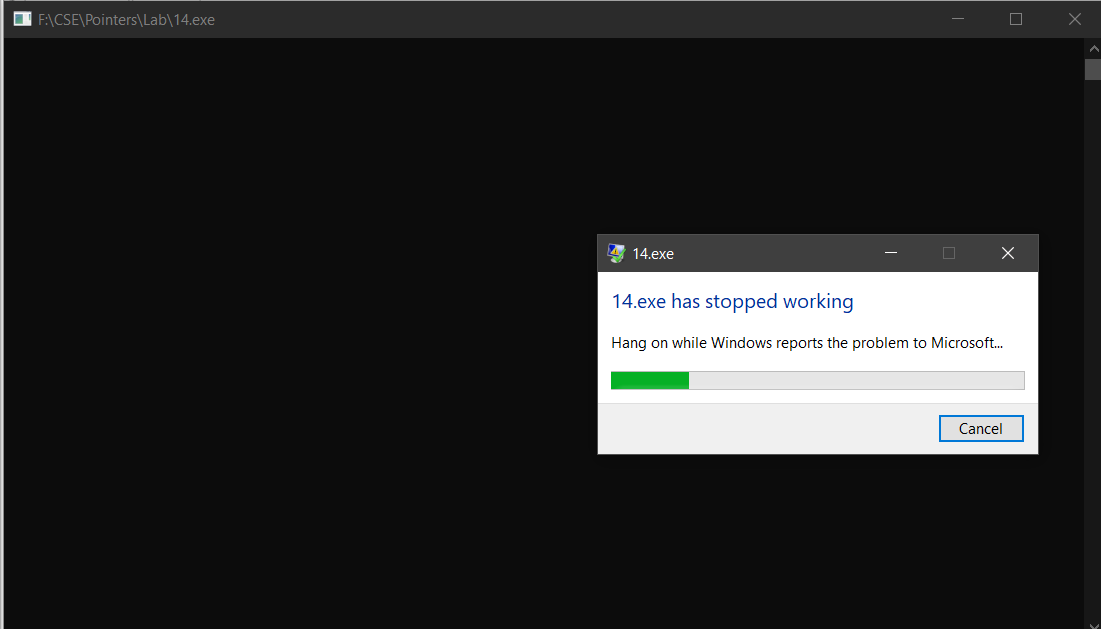 F:\CSE\Pointers\Lab\14.exe
14.exe
14.exe has stopped working
Hang on while Windows reports the problem to Microsoft...
Cancel